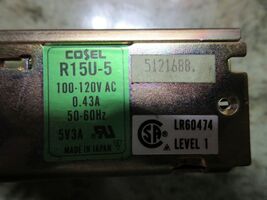 COSEL
R15U-5
100-120V AC
0.43A
50-60Hz
5V3A
MADE IN JAPAN
5121688.
LR60474
LEVEL 1